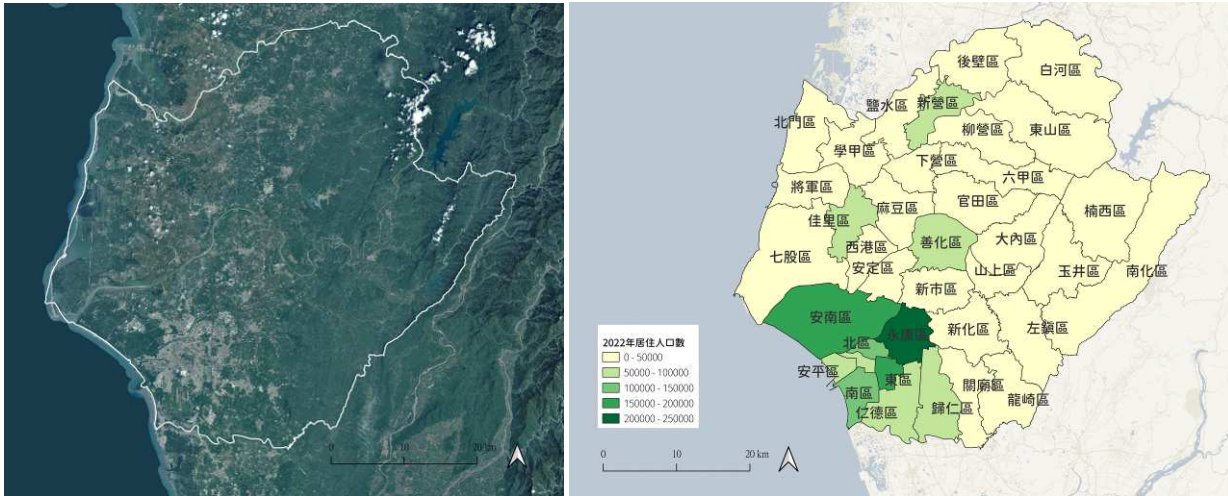 0 10 20 km
後壁區
白河區
鹽水區
新營區
北門區
柳營區
東山區
學甲區
下營區
六甲區
將軍區
官田區
楠西區
麻豆區
佳里區
善化區
大內區
西港區
七股區
安定區
山上區
玉井區
南化區
新市區
安南區
永康區
新化區
左鎮區
北區
安平區
東區
關廟區
南區
龍崎區
仁德區
歸仁區
2022年居住人口數
0 - 50000
50000 - 100000
100000 - 150000
150000 - 200000
200000 - 250000
0 10 20 km